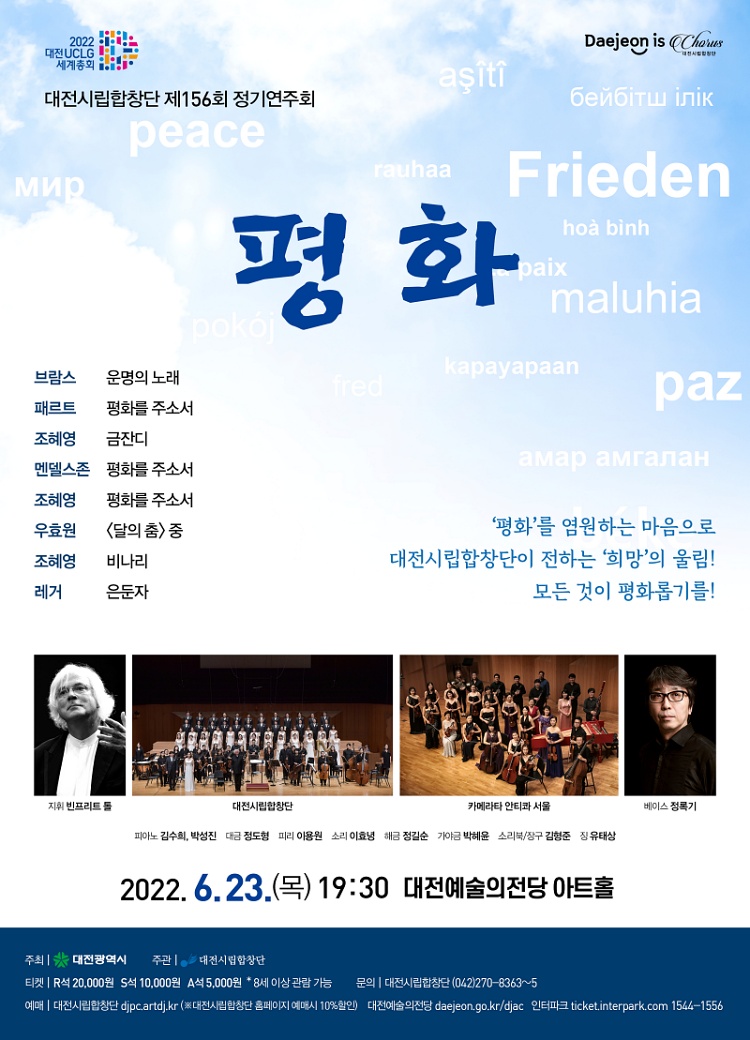 2022
대전UCLG
세계총회
Daejeon is Chorus
대전시립합창단
대전시립합창단 제156회 정기연주회
aşîtî
бейбітш ілік
peace
rauhaa
Frieden
мир
hoà bình
평화
paix
maluhia
pokój
kapayapaan
fred
paz
амар амгалан
브람스 운명의 노래
패르트 평화를 주소서
조혜영 금잔디
멘델스존 평화를 주소서
조혜영 평화를 주소서
우효원 〈달의 춤〉 중
조혜영 비나리
레거 은둔자
‘평화’를 염원하는 마음으로
대전시립합창단이 전하는 ‘희망’의 울림!
모든 것이 평화롭기를!
지휘 빈프리트 톨
대전시립합창단
카메라타 안티콰 서울
베이스 정록기
피아노 김수희, 박성진 대금 정도형 피리 이용원 소리 이효녕 해금 정길순 가야금 박혜윤 소리북/장구 김형준 징 유태상
2022. 6.23.(목) 19:30 대전예술의전당 아트홀
주최 | 대전광역시 주관 | 대전시립합창단
티켓 | R석 20,000원 S석 10,000원 A석 5,000원 *8세 이상 관람 가능 문의 | 대전시립합창단 (042)270-8363~5
예매 | 대전시립합창단 djpc.artdj.kr (※대전시립합창단 홈페이지 예매시 10%할인) 대전예술의전당 daejeon.go.kr/djac 인터파크 ticket.interpark.com 1544-1556